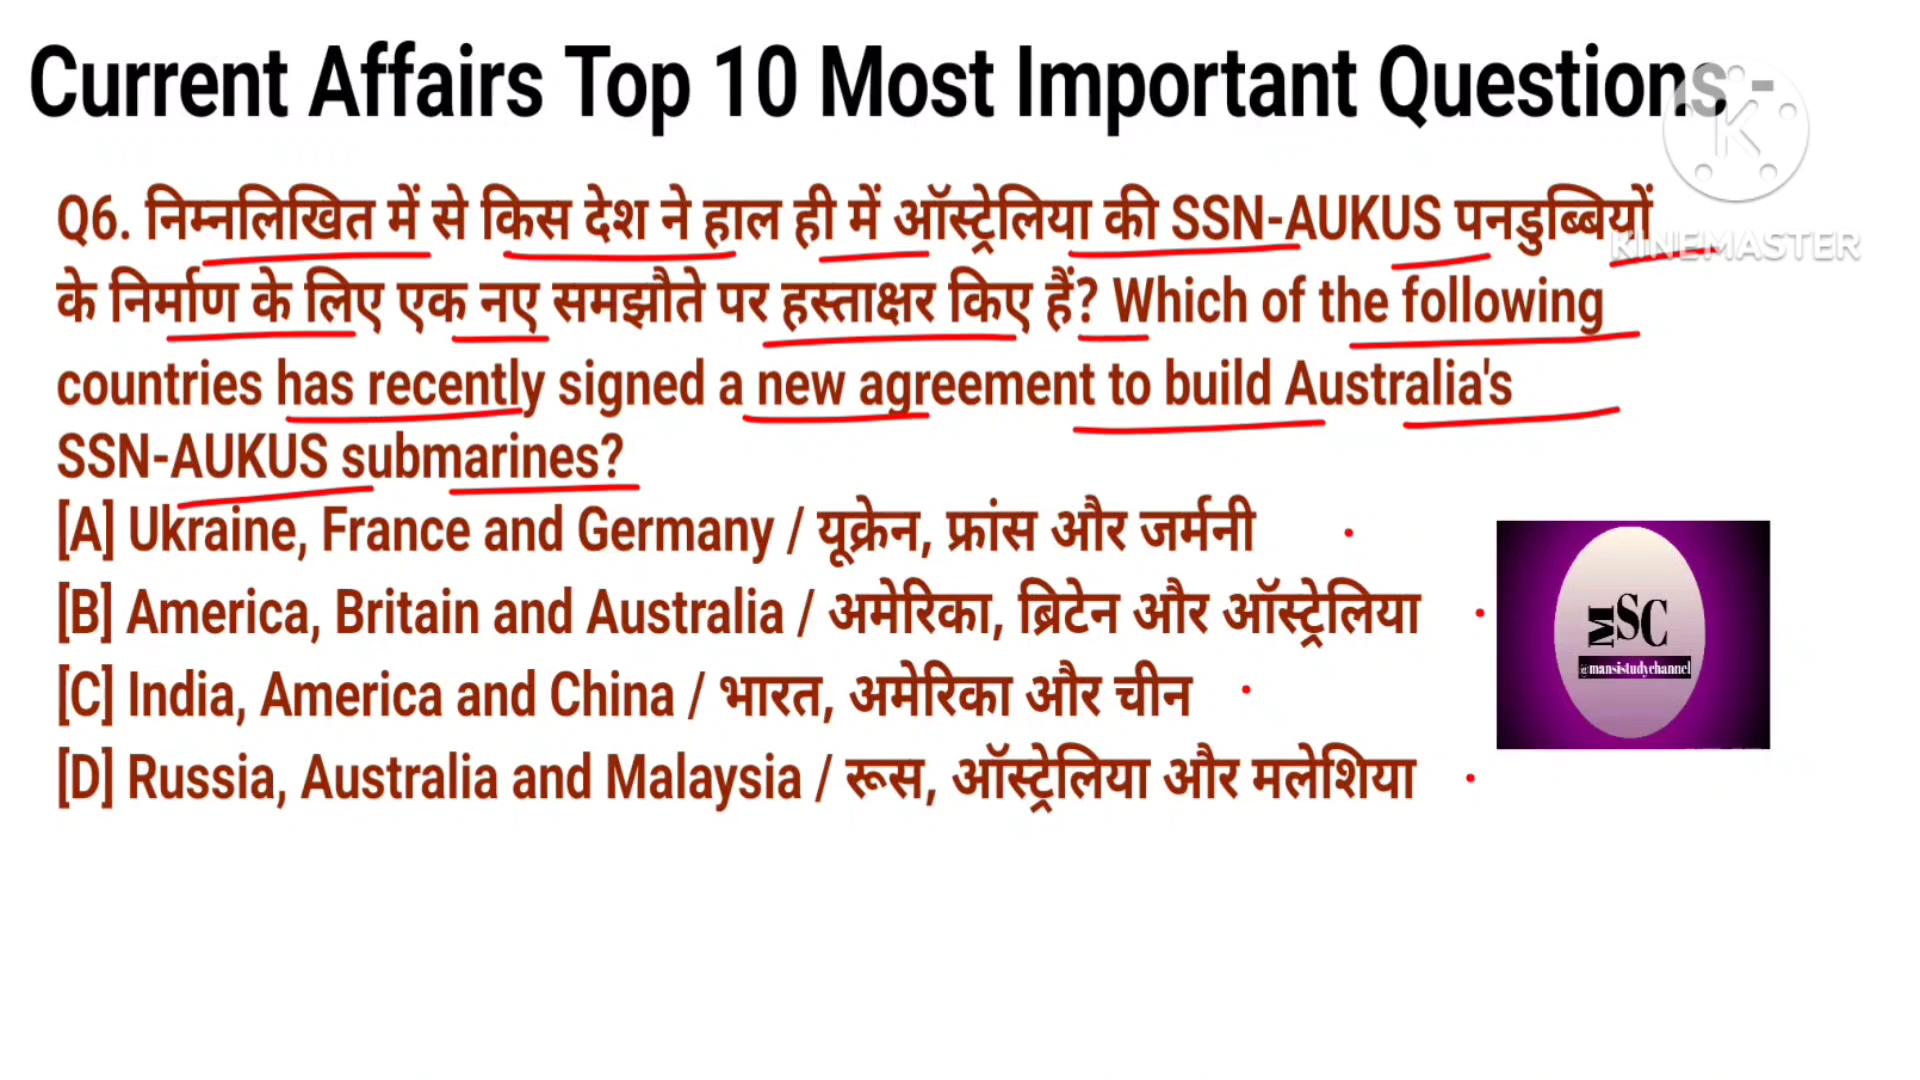 Current Affairs Top 10 Most Important Questions -
Q6. निम्नलिखित में से किस देश ने हाल ही में ऑस्ट्रेलिया की SSN-AUKUS पनडुब्बियों
के निर्माण के लिए एक नए समझौते पर हस्ताक्षर किए हैं? Which of the following
countries has recently signed a new agreement to build Australia's
SSN-AUKUS submarines?
[A] Ukraine, France and Germany / यूक्रेन, फ्रांस और जर्मनी
[B] America, Britain and Australia / अमेरिका, ब्रिटेन और ऑस्ट्रेलिया
[C] India, America and China / भारत, अमेरिका और चीन
[D] Russia, Australia and Malaysia / रूस, ऑस्ट्रेलिया और मलेशिया
K
KINEMASTER
MSC
@mansistudychannel